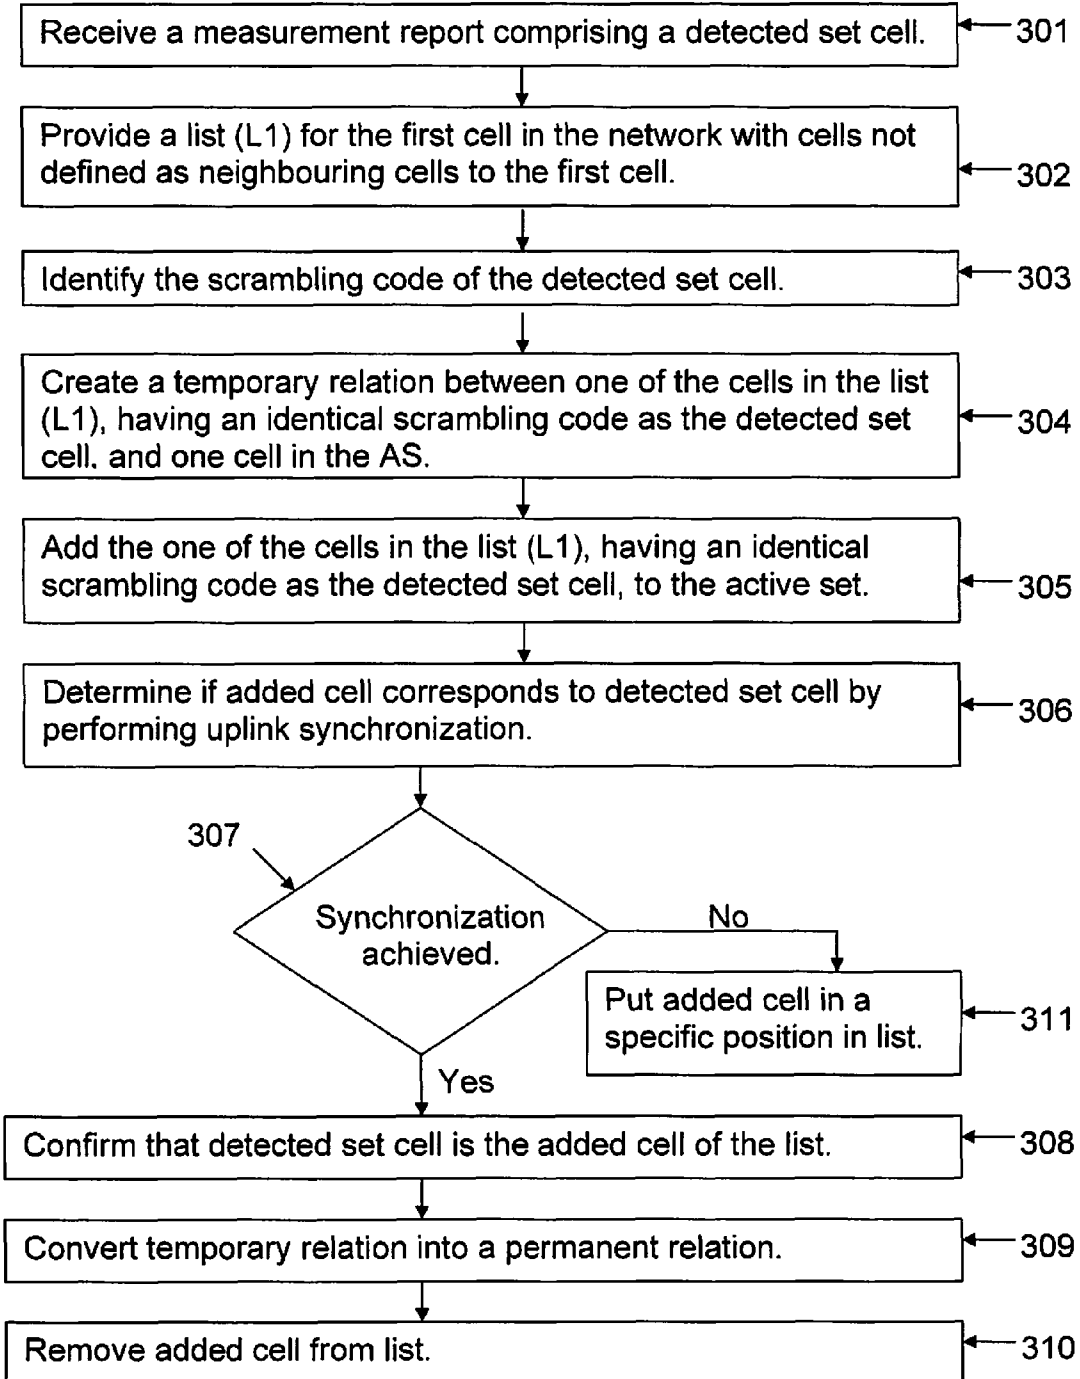 Receive a measurement report comprising a detected set cell.
301
Provide a list (L1) for the first cell in the network with cells not
defined as neighbouring cells to the first cell.
302
Identify the scrambling code of the detected set cell.
303
Create a temporary relation between one of the cells in the list
(L1), having an identical scrambling code as the detected set
cell. and one cell in the AS.
304
Add the one of the cells in the list (L1), having an identical
scrambling code as the detected set cell, to the active set.
305
Determine if added cell corresponds to detected set cell by
performing uplink synchronization.
306
307
Synchronization
achieved.
No
Put added cell in a
specific position in list.
311
Yes
Confirm that detected set cell is the added cell of the list.
308
Convert temporary relation into a permanent relation.
309
Remove added cell from list.
310